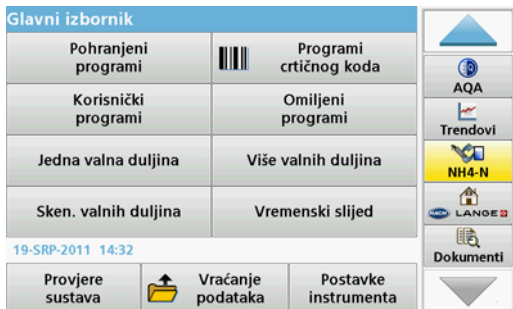 Glavni izbornik
Pohranjeni programi
Programi crtičnog koda
Korisnički programi
Omiljeni programi
Jedna valna duljina
Više valnih duljina
Sken. valnih duljina
Vremenski slijed
19-SRP-2011 14:32
Provjere sustava
Vraćanje podataka
Postavke instrumenta
AQA
Trendovi
NH4-N
HACH LANGE
Dokumenti